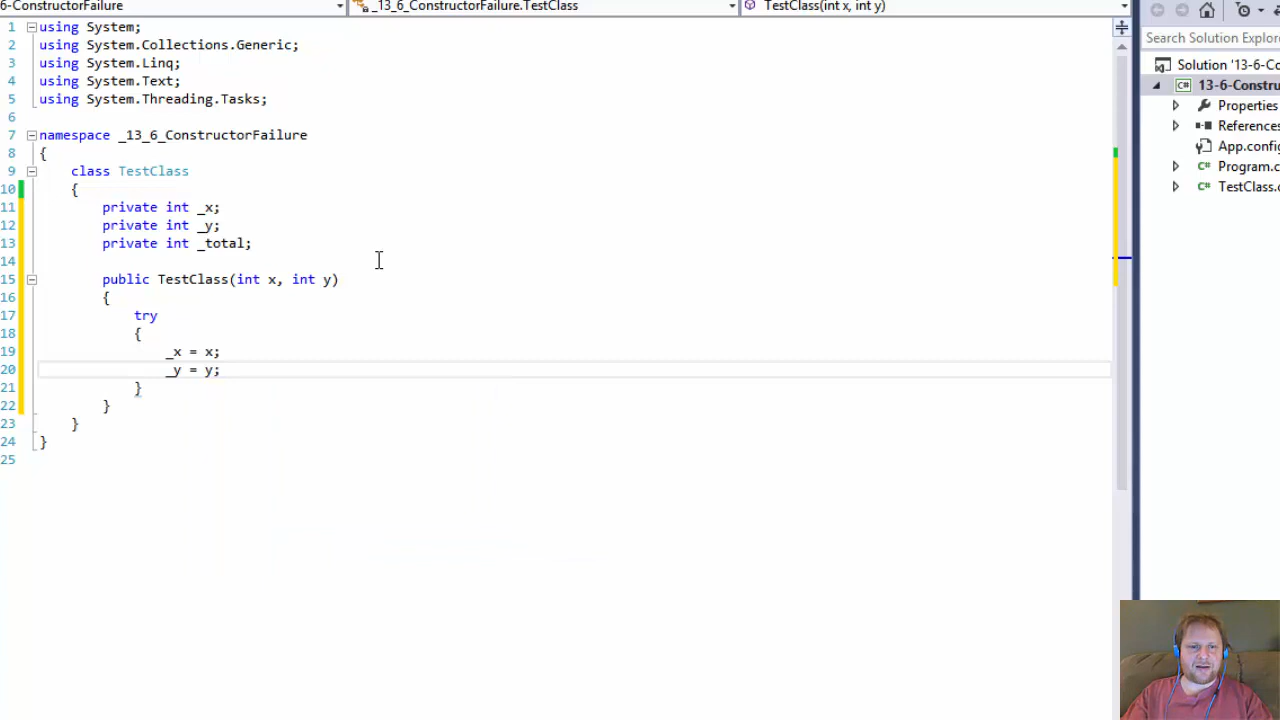 6-ConstructorFailure
_13_6_ConstructorFailure.TestClass
TestClass(int x, int y)
1 using System;
2 using System.Collections.Generic;
3 using System.Linq;
4 using System.Text;
5 using System.Threading.Tasks;
6
7 namespace _13_6_ConstructorFailure
8 {
9 class TestClass
10 {
11 private int _x;
12 private int _y;
13 private int _total;
14
15 public TestClass(int x, int y)
16 {
17 try
18 {
19 _x = x;
20 _y = y;
21 }
22 }
23 }
24 }
25
Search Solution Explore
Solution '13-6-Co
C# 13-6-Constru
Properties
References
App.config
C# Program.c
C# TestClass.c